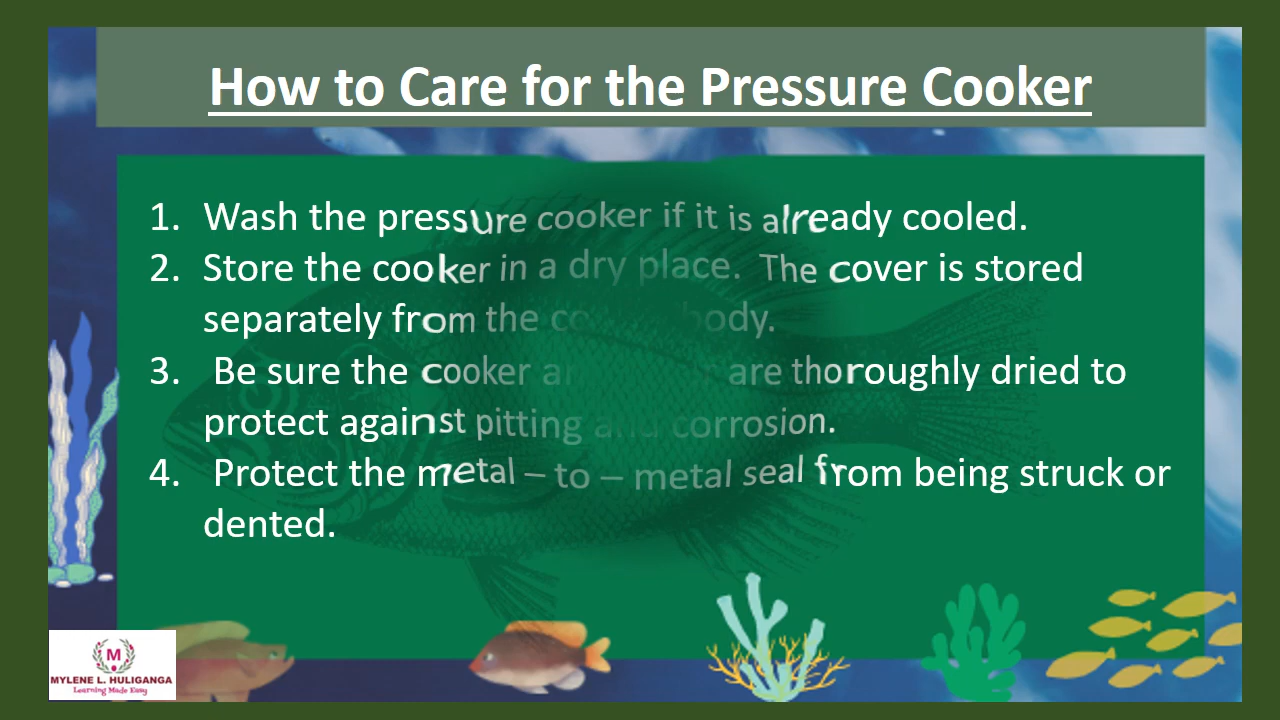 How to Care for the Pressure Cooker
1. Wash the pressure cooker if it is already cooled.
2. Store the cooker in a dry place. The cover is stored
separately from the body.
3. Be sure the cooker are thoroughly dried to
protect against pitting and corrosion.
4. Protect the metal – to – metal seal from being struck or
dented.
M
MYLENE L. HULIGANGA
Learning Made Easy